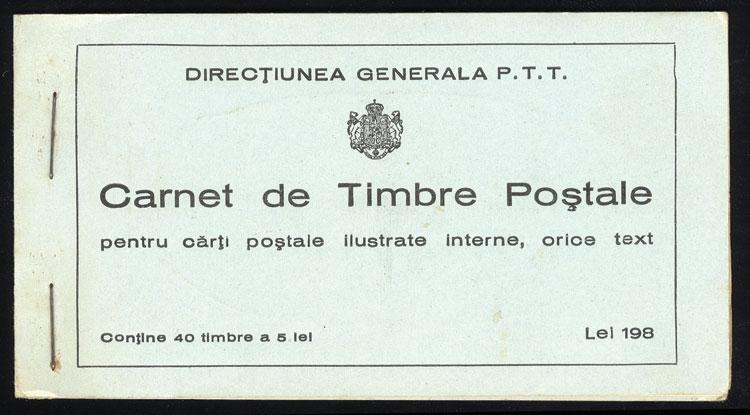 DIRECŢIUNEA GENERALA P.T.T.
Carnet de Timbre Poştale
pentru cărţi poştale ilustrate interne, orice text
Conţine 40 timbre a 5 lei
Lei 198